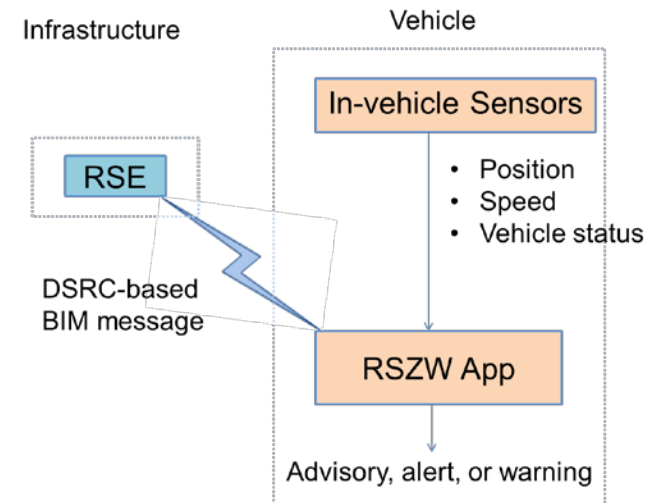 Infrastructure
Vehicle
In-vehicle Sensors
RSE
• Position
• Speed
• Vehicle status
DSRC-based
BIM message
RSZW App
Advisory, alert, or warning